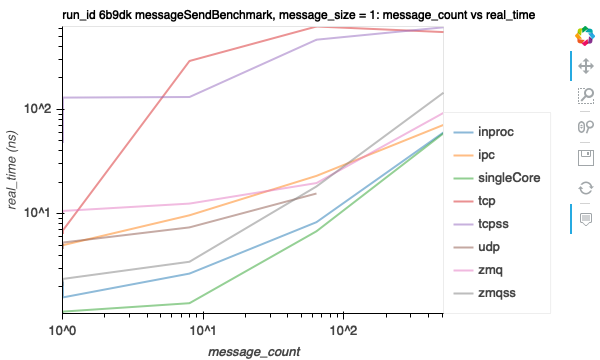 run_id 6b9dk messageSendBenchmark, message_size = 1: message_count vs real_time
real_time (ns)
10^2
10^1
10^0
10^1
10^2
message_count
inproc
ipc
singleCore
tcp
tcpss
udp
zmq
zmqss